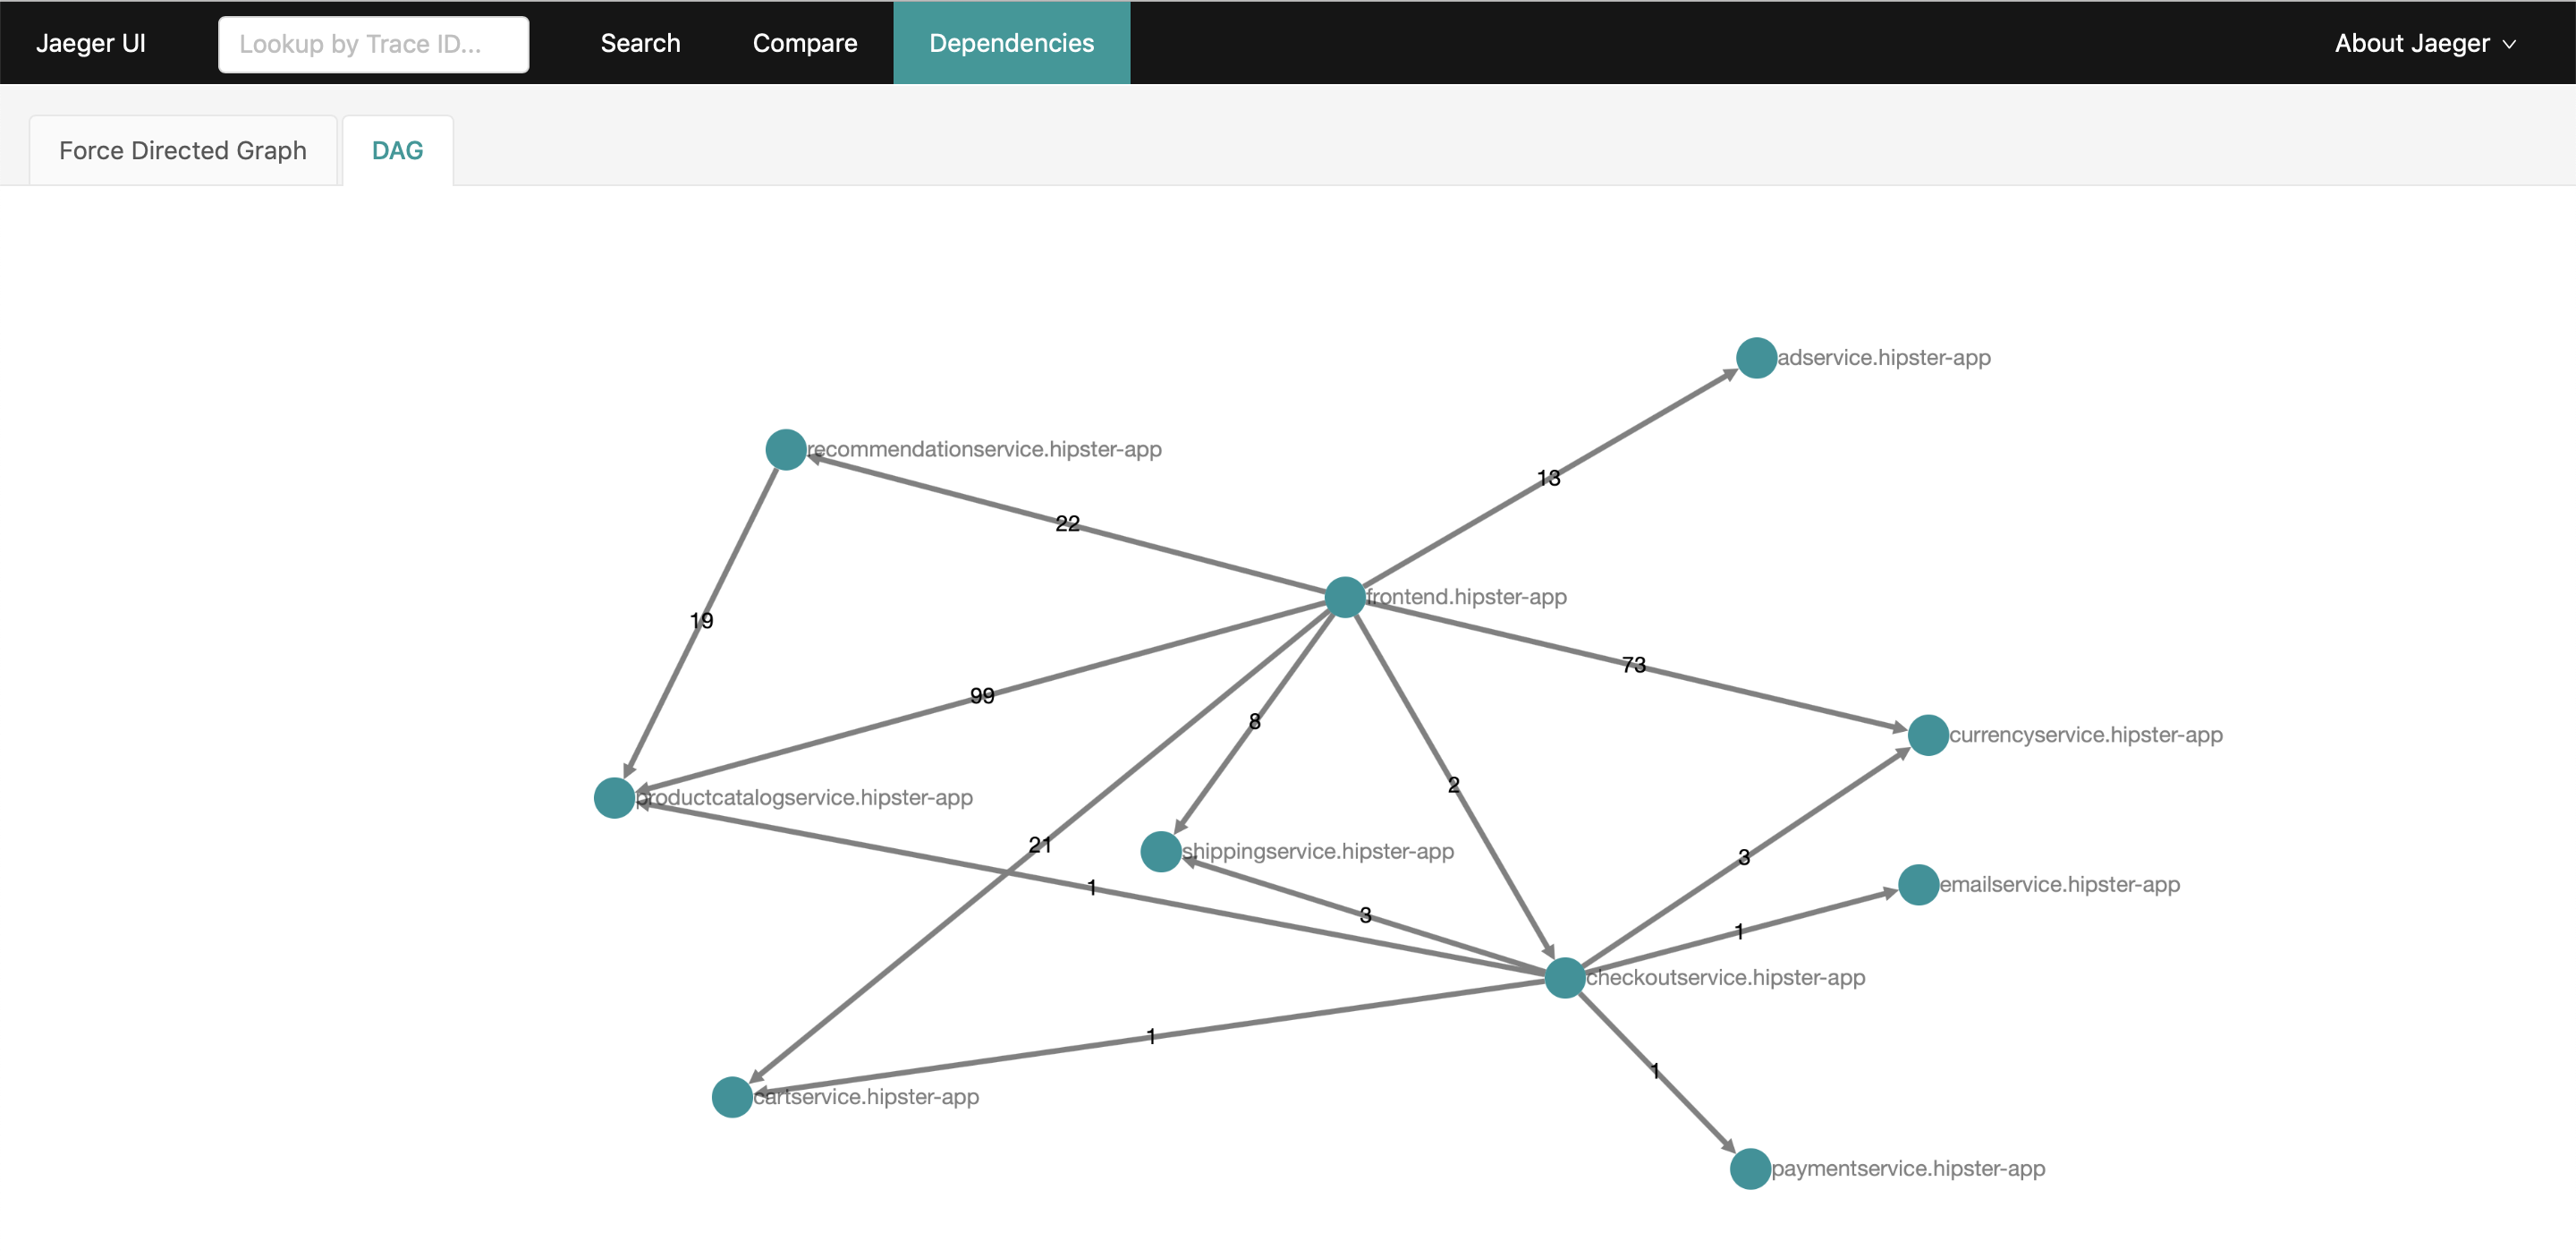 Jaeger UI Lookup by Trace ID... Search Compare Dependencies About Jaeger
Force Directed Graph DAG
adservice.hipster-app
recommendationservice.hipster-app
13
22
frontend.hipster-app
19
73
99
8
currencyservice.hipster-app
2
productcatalogservice.hipster-app
21
shippingservice.hipster-app
3
emailservice.hipster-app
1
3
1
checkoutservice.hipster-app
1
1
cartservice.hipster-app
paymentservice.hipster-app